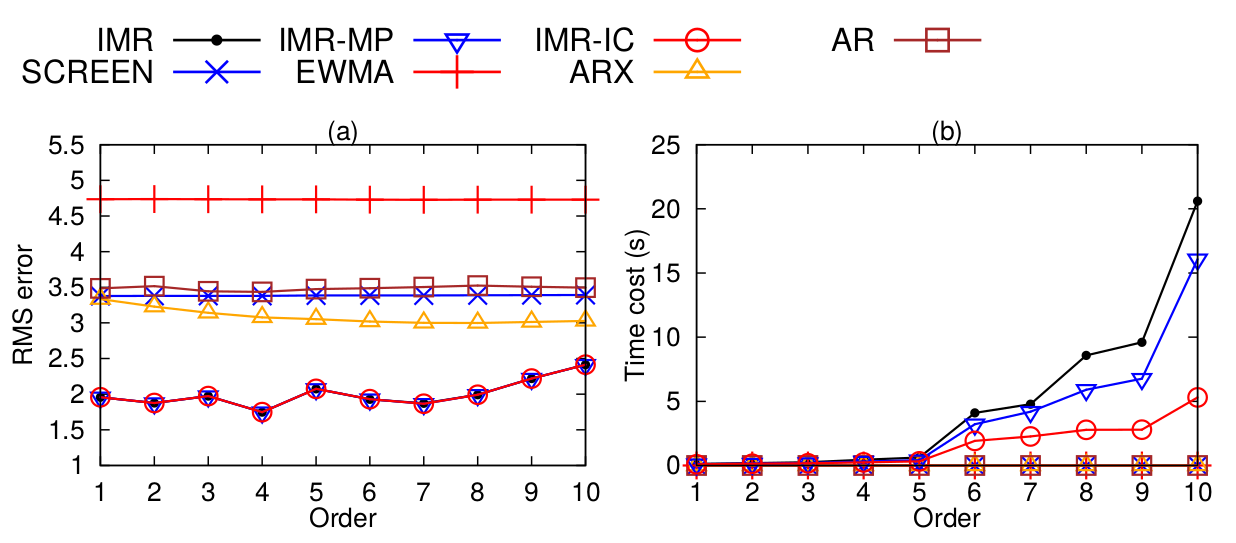 IMR IMR-MP IMR-IC AR
SCREEN EWMA ARX
(a)
5.5
5
4.5
4
3.5
3
2.5
2
1.5
1
RMS error
1 2 3 4 5 6 7 8 9 10
Order
(b)
25
20
15
10
5
0
Time cost (s)
1 2 3 4 5 6 7 8 9 10
Order